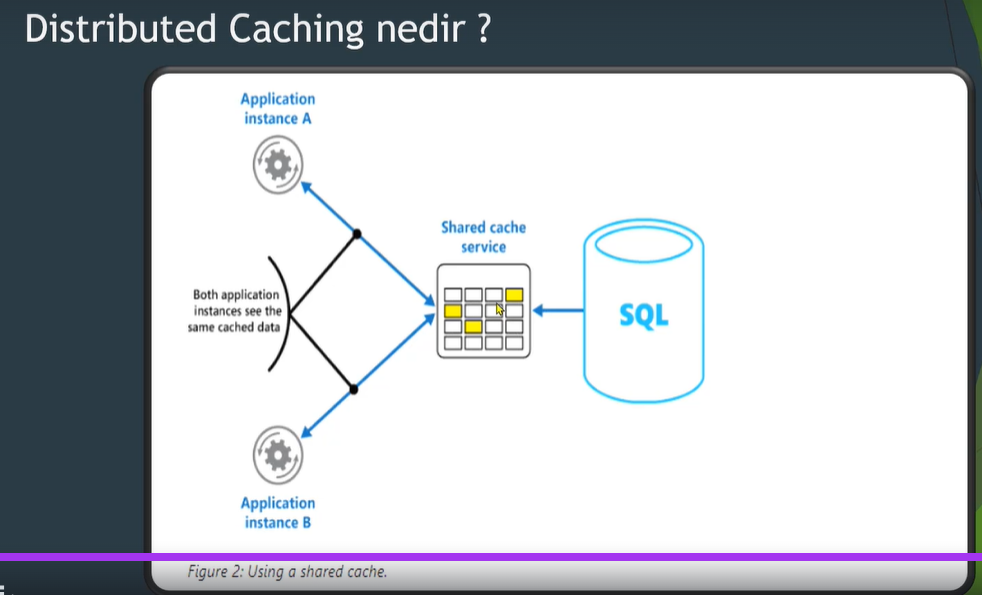 Distributed Caching nedir ?
Application
instance A
Shared cache
service
Both application
instances see the
same cached data
SQL
Application
instance B
Figure 2: Using a shared cache.